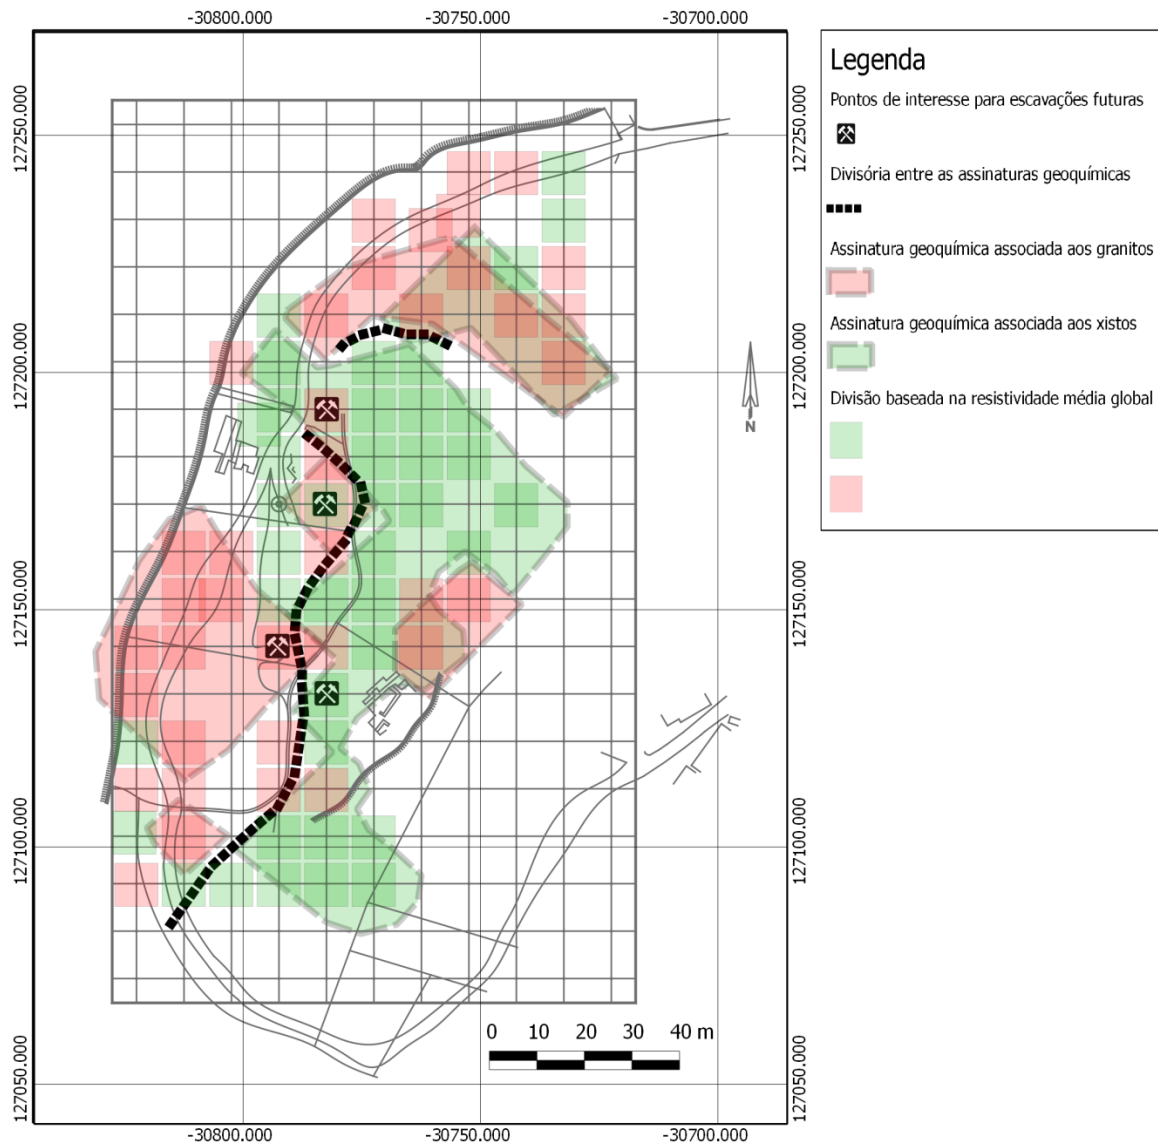 -30800.000
-30750.000
-30700.000
127250.000
127250.000
127200.000
127200.000
127150.000
127150.000
127100.000
127100.000
127050.000
127050.000
N
0 10 20 30 40 m
-30800.000
-30750.000
-30700.000
Legenda
Pontos de interesse para escavações futuras
Divisória entre as assinaturas geoquímicas
Assinatura geoquímica associada aos granitos
Assinatura geoquímica associada aos xistos
Divisão baseada na resistividade média global